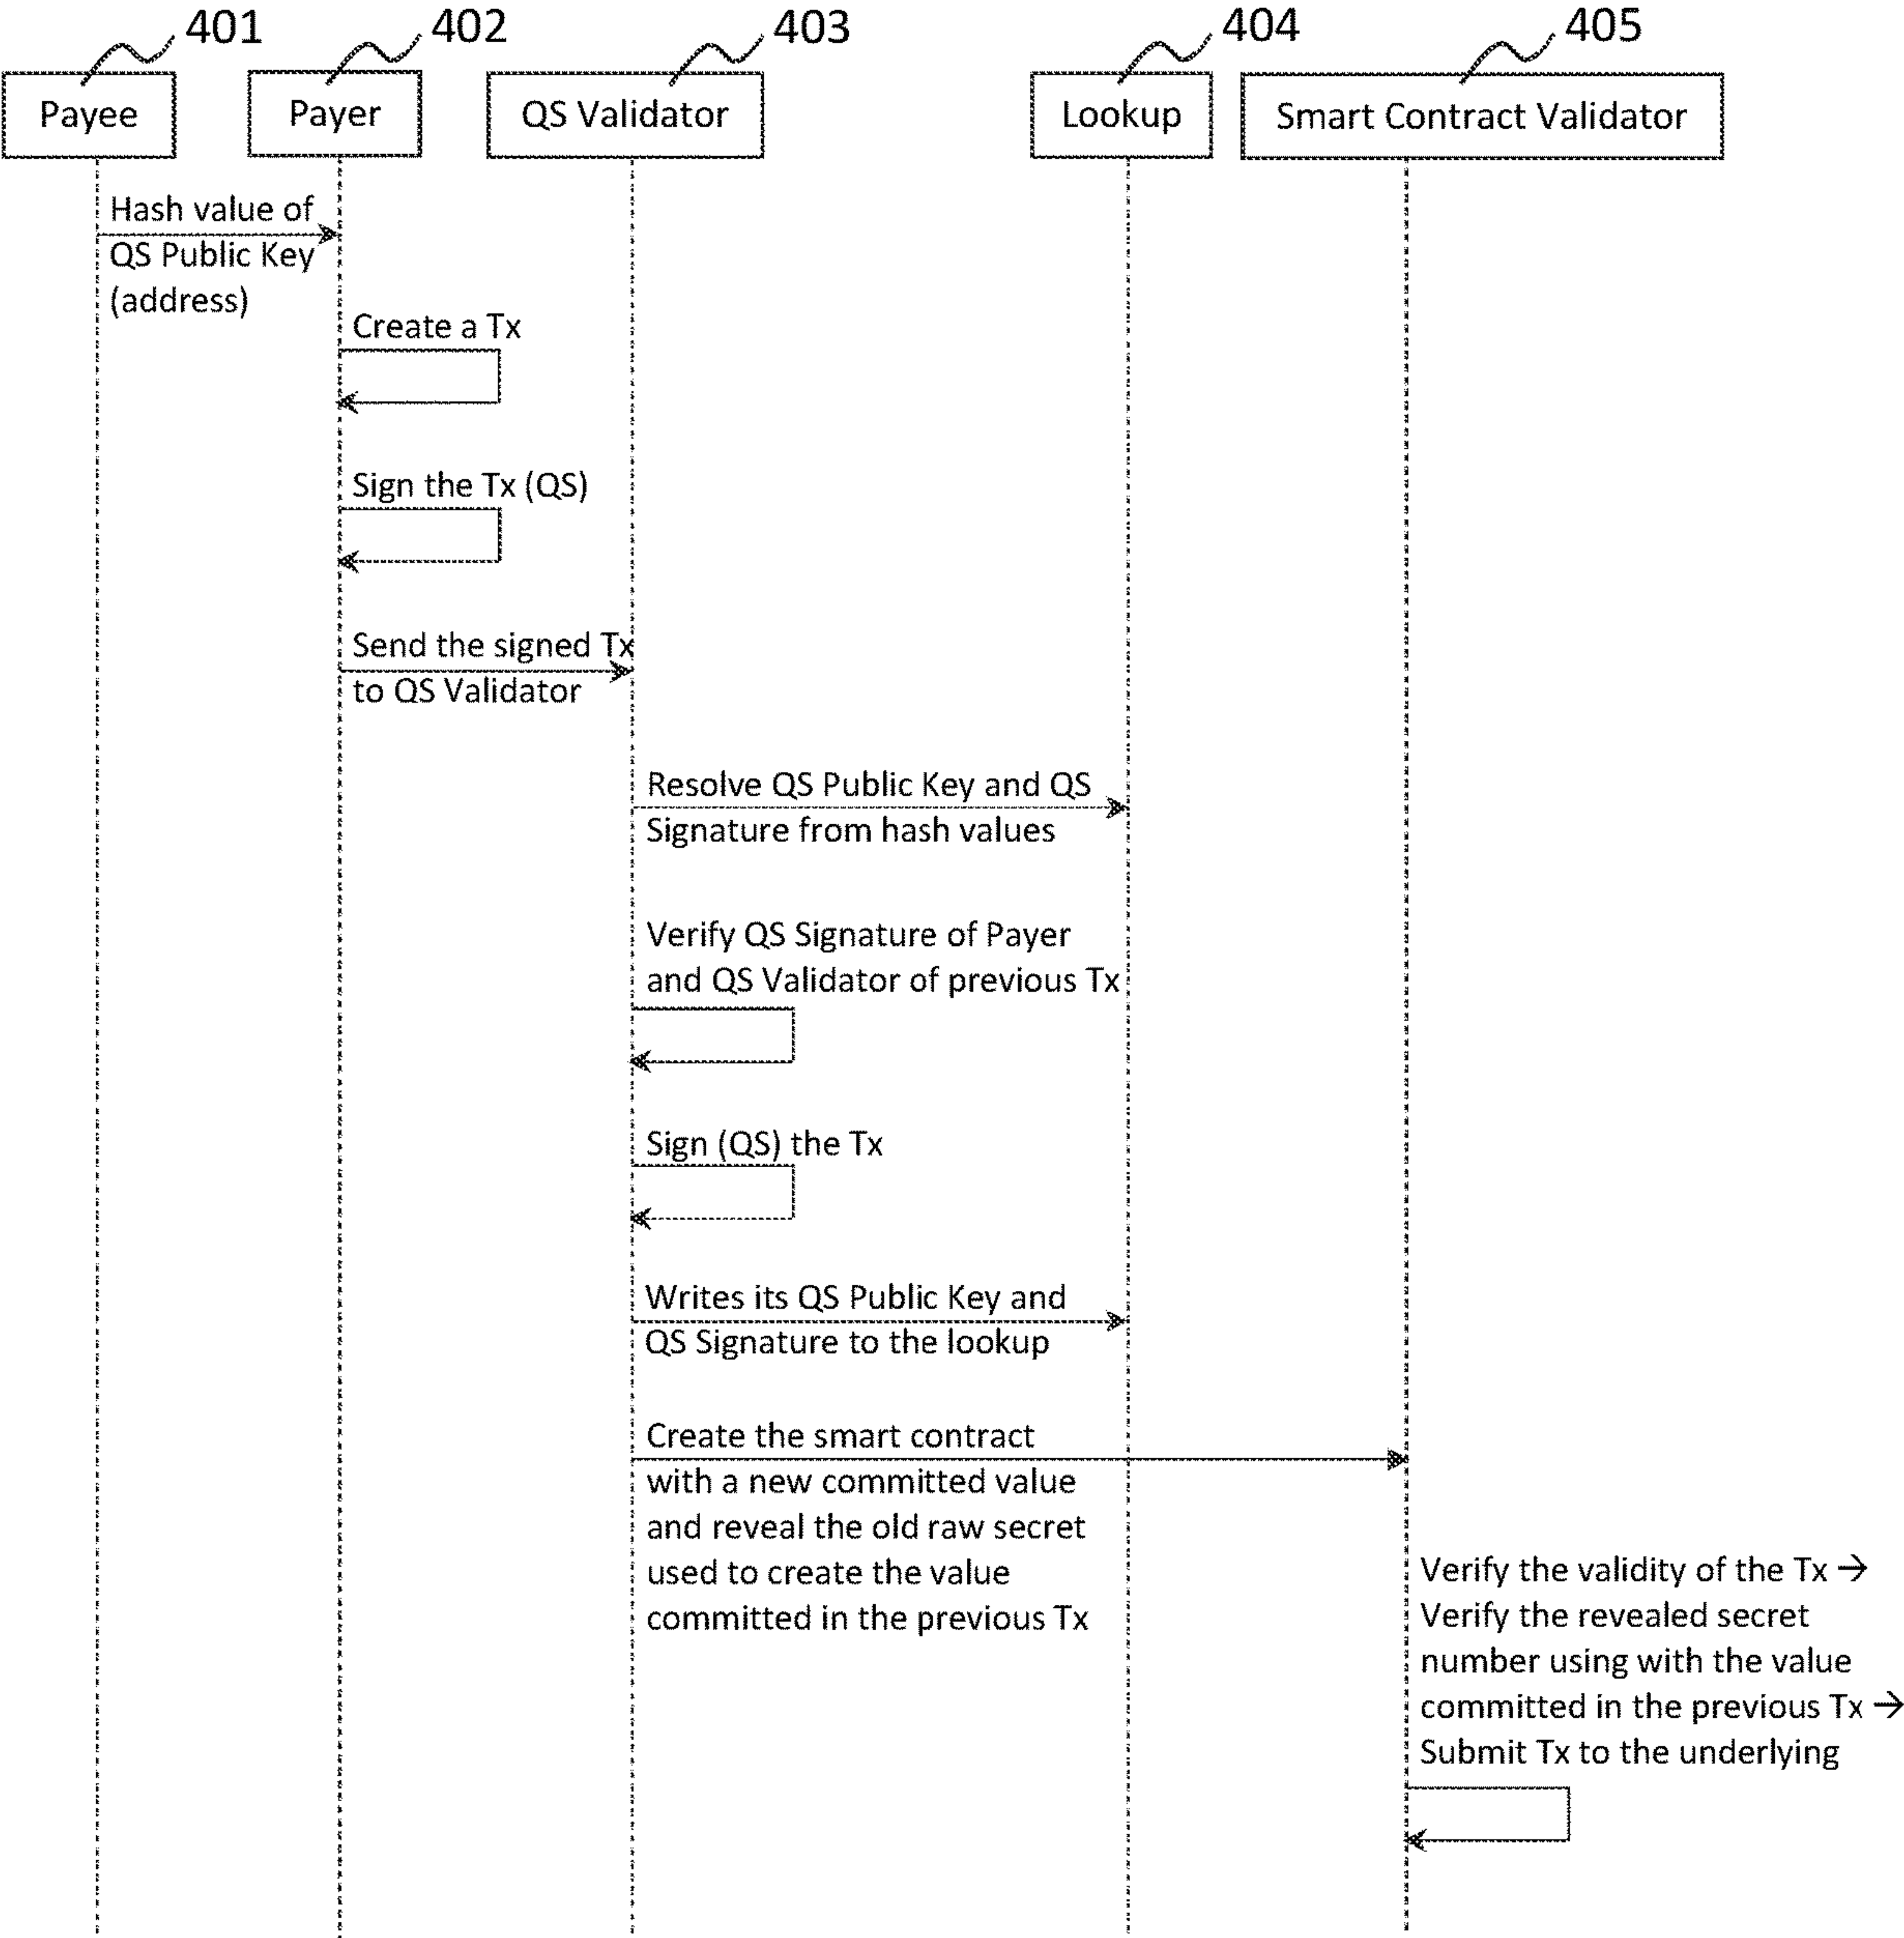 401
402
403
404
405
Payee
Payer
QS Validator
Lookup
Smart Contract Validator
Hash value of
QS Public Key
(address)
Create a Tx
Sign the Tx (QS)
Send the signed Tx
to QS Validator
Resolve QS Public Key and QS
Signature from hash values
Verify QS Signature of Payer
and QS Validator of previous Tx
Sign (QS) the Tx
Writes its QS Public Key and
QS Signature to the lookup
Create the smart contract
with a new committed value
and reveal the old raw secret
used to create the value
committed in the previous Tx
Verify the validity of the Tx →
Verify the revealed secret
number using with the value
committed in the previous Tx →
Submit Tx to the underlying